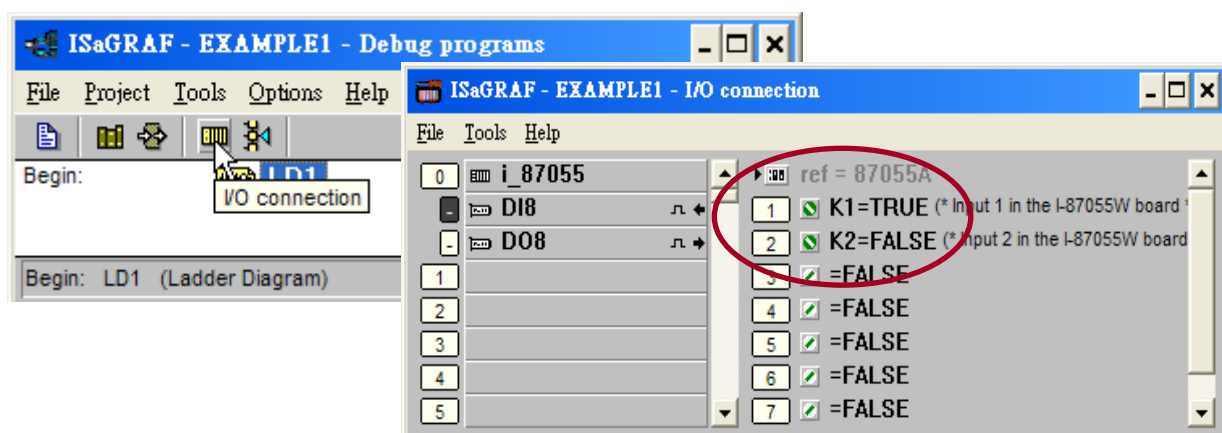 ISaGRAF - EXAMPLE1 - Debug programs
File Project Tools Options Help
Begin: LD1
I/O connection
Begin: LD1 (Ladder Diagram)
ISaGRAF - EXAMPLE1 - I/O connection
File Tools Help
0 i_87055
- DI8
- DO8
1
2
3
4
5
ref = 87055A
1 K1=TRUE (* Input 1 in the I-87055W board *
2 K2=FALSE (* Input 2 in the I-87055W board
3 =FALSE
4 =FALSE
5 =FALSE
6 =FALSE
7 =FALSE